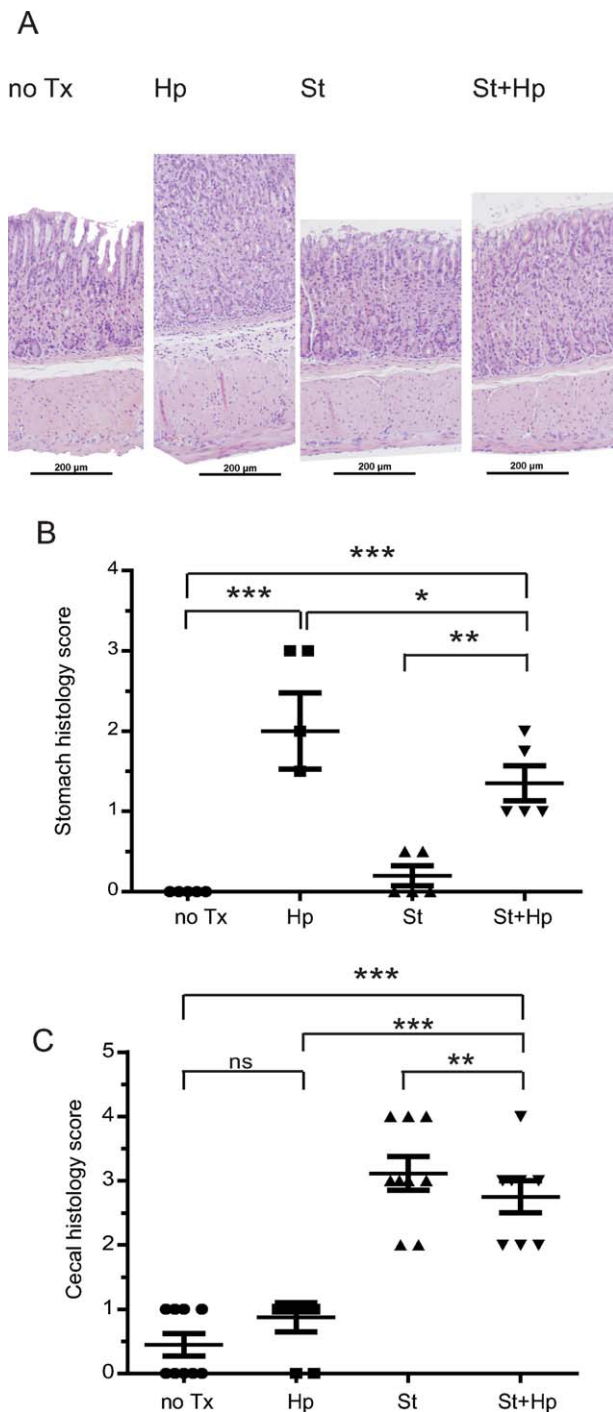 A
no Tx Hp St St+Hp
200 µm 200 µm 200 µm 200 µm
B
***
*** *
**
Stomach histology score
4
3
2
1
0
no Tx Hp St St+Hp
C
***
***
ns **
Cecal histology score
5
4
3
2
1
0
no Tx Hp St St+Hp